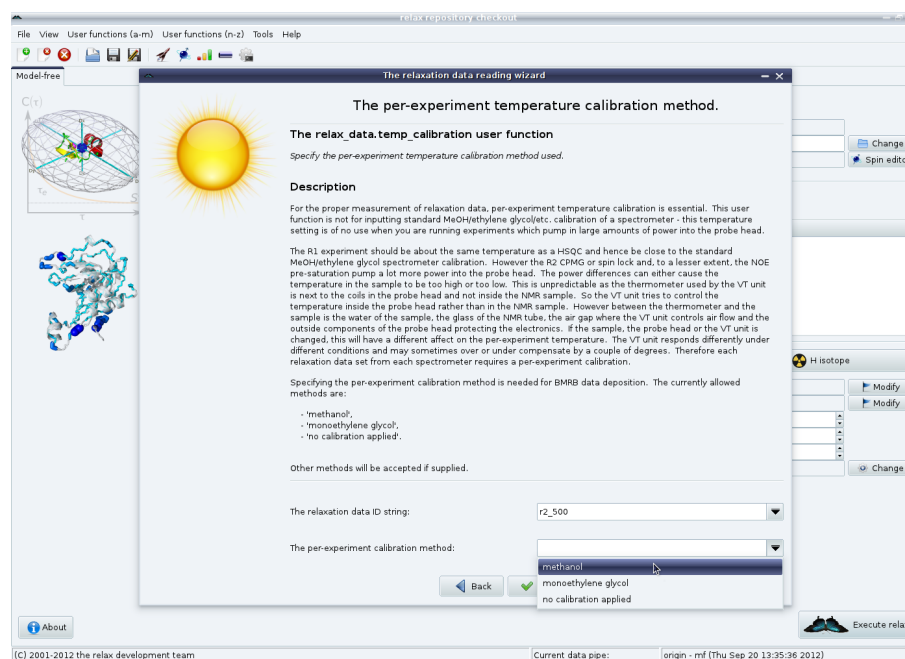 relax repository checkout
File View User functions (a-m) User functions (n-z) Tools Help
Model-free
The relaxation data reading wizard
C(τ)
τ
The per-experiment temperature calibration method.
The relax_data.temp_calibration user function
Specify the per-experiment temperature calibration method used.
Description
For the proper measurement of relaxation data, per-experiment temperature calibration is essential. This user
function is not for inputting standard MeOH/ethylene glycol/etc. calibration of a spectrometer - this temperature
setting is of no use when you are running experiments which pump in large amounts of power into the probe head.
The R1 experiment should be about the same temperature as a HSQC and hence be close to the standard
MeOH/ethylene glycol spectrometer calibration. However the R2 CPMG or spin lock and, to a lesser extent, the NOE
pre-saturation pump a lot more power into the probe head. The power differences can either cause the
temperature in the sample to be too high or too low. This is unpredictable as the thermometer used by the VT unit
is next to the coils in the probe head and not inside the NMR sample. So the VT unit tries to control the
temperature inside the probe head rather than in the NMR sample. However between the thermometer and the
sample is the water of the sample, the glass of the NMR tube, the air gap where the VT unit controls air flow and the
outside components of the probe head protecting the electronics. If the sample, the probe head or the VT unit is
changed, this will have a different affect on the per-experiment temperature. The VT unit responds differently under
different conditions and may sometimes over or under compensate by a couple of degrees. Therefore each
relaxation data set from each spectrometer requires a per-experiment calibration.
Specifying the per-experiment calibration method is needed for BMRB data deposition. The currently allowed
methods are:
- 'methanol',
- 'monoethylene glycol',
- 'no calibration applied'.
Other methods will be accepted if supplied.
The relaxation data ID string:
r2_500
The per-experiment calibration method:
methanol
monoethylene glycol
no calibration applied
Back
Change
Spin edito
H isotope
Modify
Modify
Change
About
Execute rela
(C) 2001-2012 the relax development team
Current data pipe:
origin - mf (Thu Sep 20 13:35:36 2012)